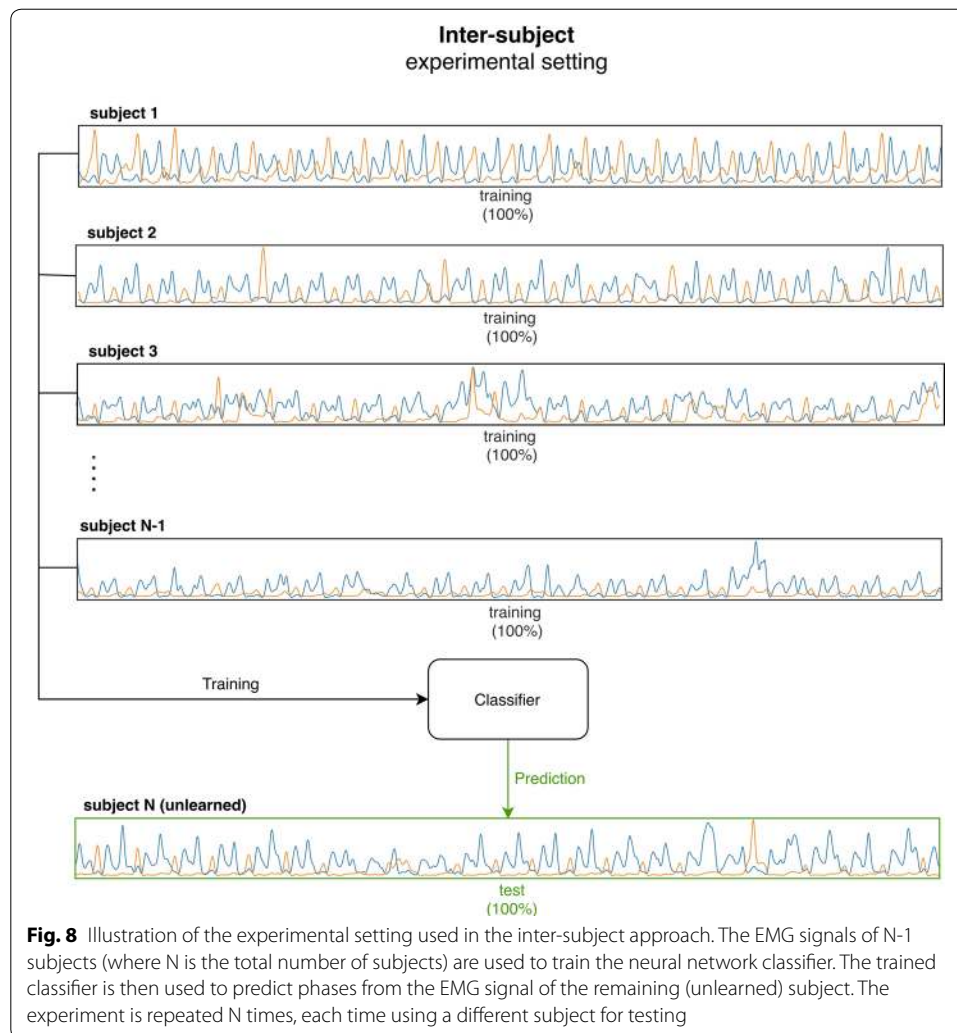 Inter-subject
experimental setting
subject 1
training
(100%)
subject 2
training
(100%)
subject 3
training
(100%)
subject N-1
training
(100%)
Training
Classifier
Prediction
subject N (unlearned)
test
(100%)
Fig. 8 Illustration of the experimental setting used in the inter-subject approach. The EMG signals of N-1
subjects (where N is the total number of subjects) are used to train the neural network classifier. The trained
classifier is then used to predict phases from the EMG signal of the remaining (unlearned) subject. The
experiment is repeated N times, each time using a different subject for testing